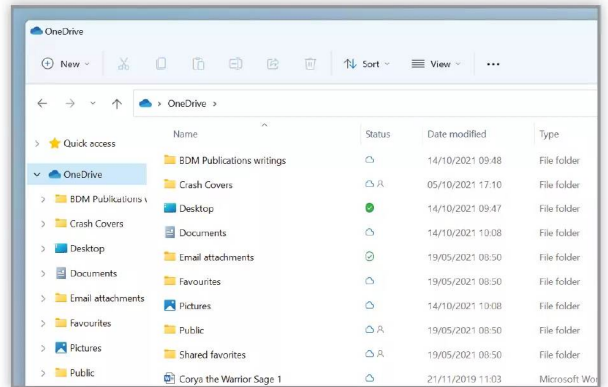 OneDrive
New Sort View •••
OneDrive
Name Status Date modified Type
Quick access
OneDrive
BDM Publications
Crash Covers
Desktop
Documents
Email attachments
Favourites
Pictures
Public
BDM Publications writings 14/10/2021 09:48 File folder
Crash Covers 05/10/2021 17:10 File folder
Desktop 14/10/2021 09:47 File folder
Documents 14/10/2021 10:08 File folder
Email attachments 19/05/2021 08:50 File folder
Favourites 19/05/2021 08:50 File folder
Pictures 14/10/2021 10:08 File folder
Public 19/05/2021 08:50 File folder
Shared favorites 19/05/2021 08:50 File folder
Corya the Warrior Sage 1 21/11/2019 11:03 Microsoft Wor